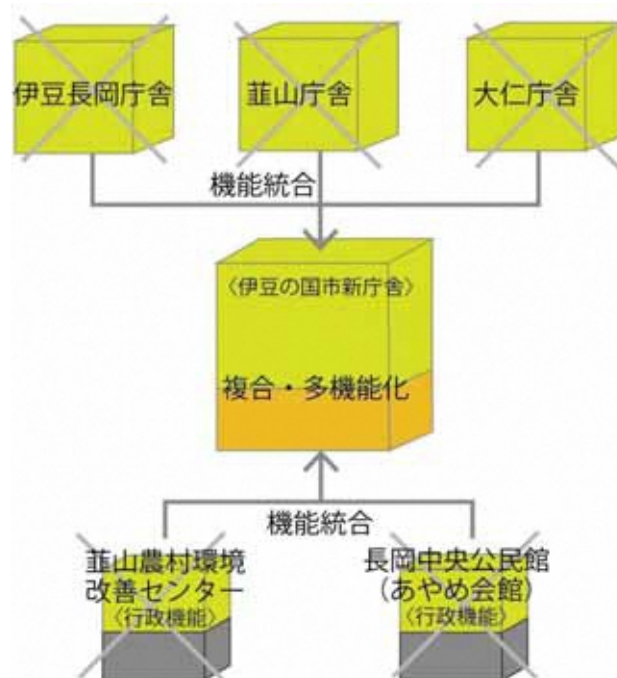 伊豆長岡庁舎
韮山庁舎
大仁庁舎
機能統合
〈伊豆の国市新庁舎〉
複合・多機能化
機能統合
韮山農村環境
改善センター
〈行政機能〉
長岡中央公民館
（あやめ会館）
〈行政機能〉